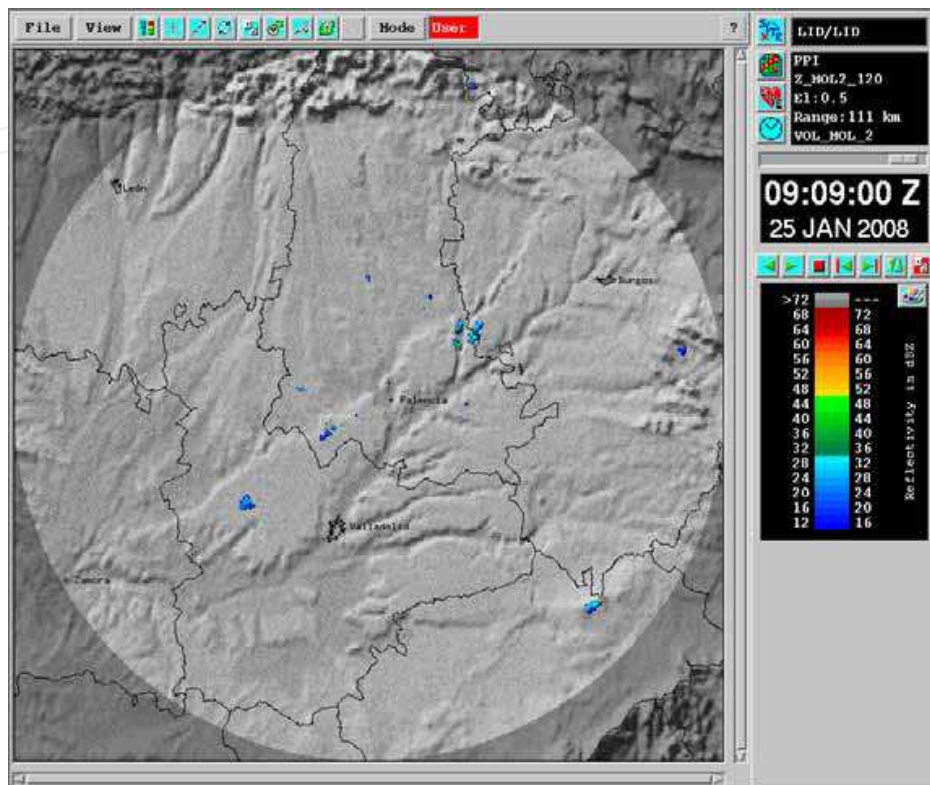 File View Mode User ?
LID/LID
PPI
Z_MOL2_120
El:0.5
Range:111 km
VOL_MOL_2
09:09:00 Z
25 JAN 2008
León
Burgos
Palencia
Valladolid
Zamora
>72 ---
68 72
64 68
60 64
56 60
52 56
48 52
44 48
40 44
36 40
32 36
28 32
24 28
20 24
16 20
12 16
Reflectivity in dBZ